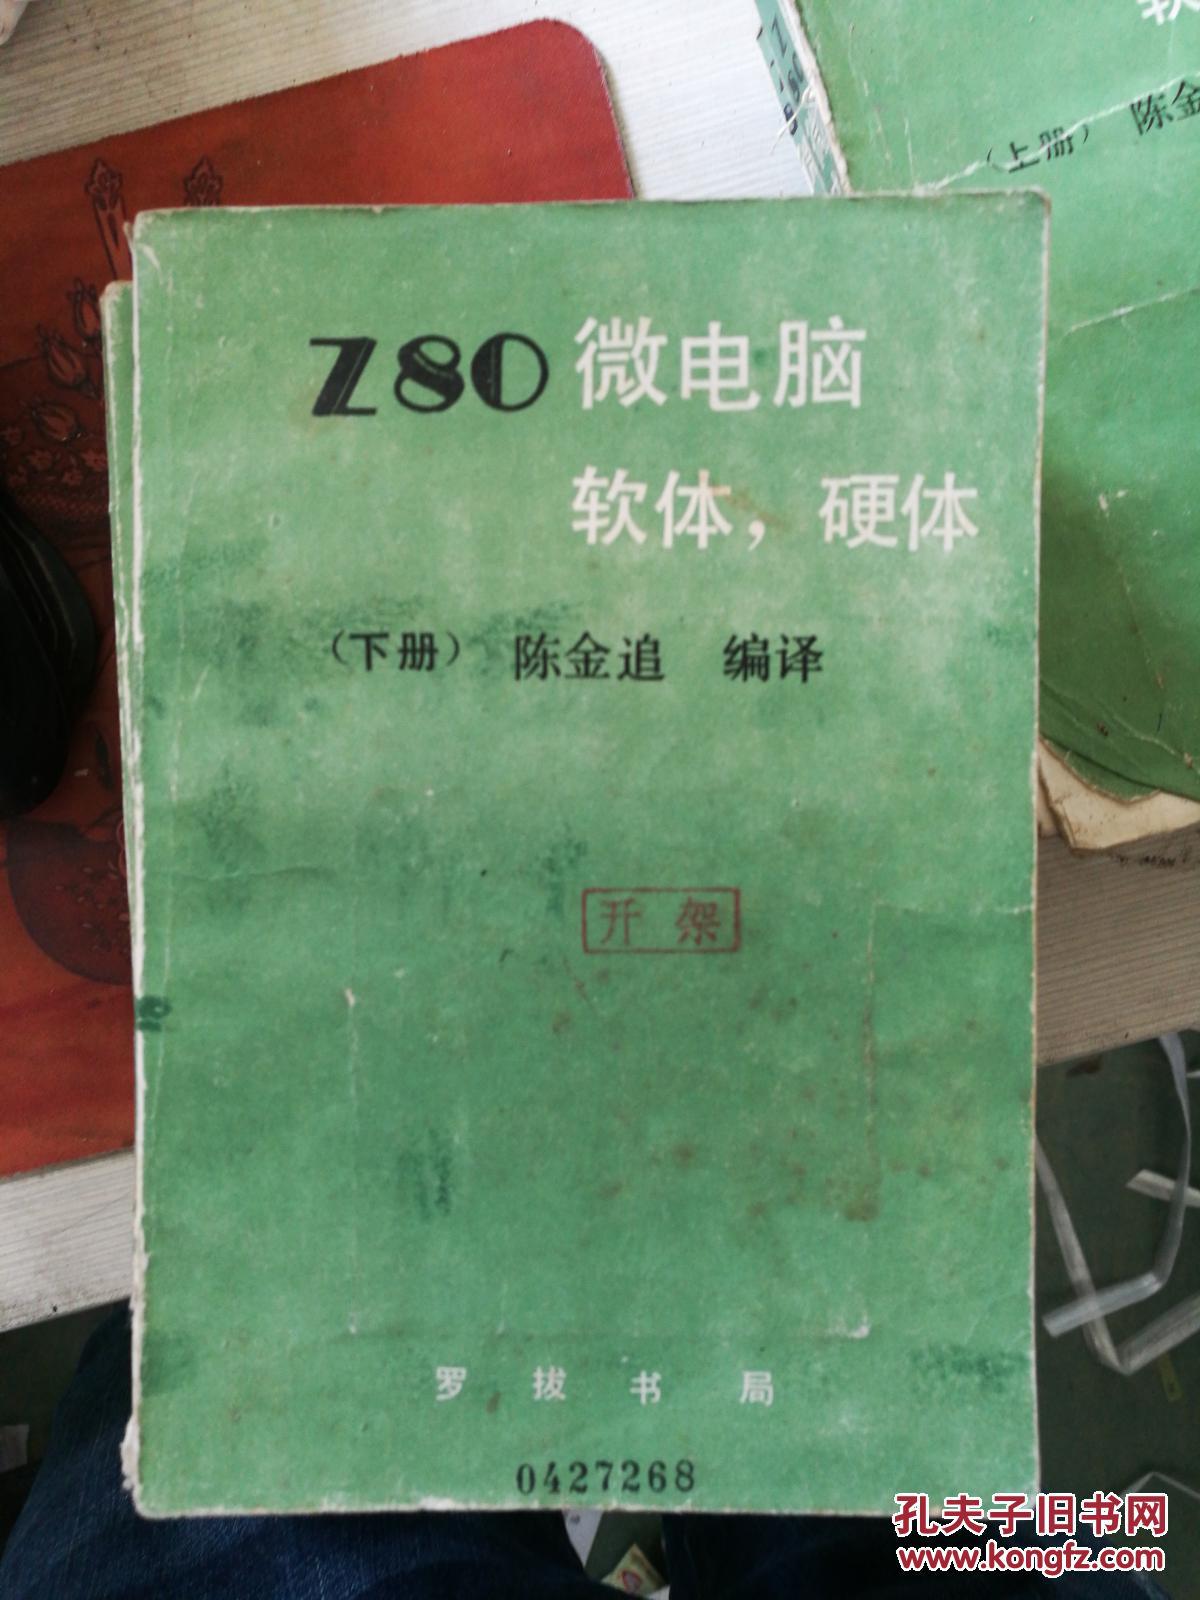 Z80 微电脑
软体，硬体
（下册） 陈金追 编译
开架
罗拔书局
0427268
（上册） 陈金
孔夫子旧书网
www.kongfz.com